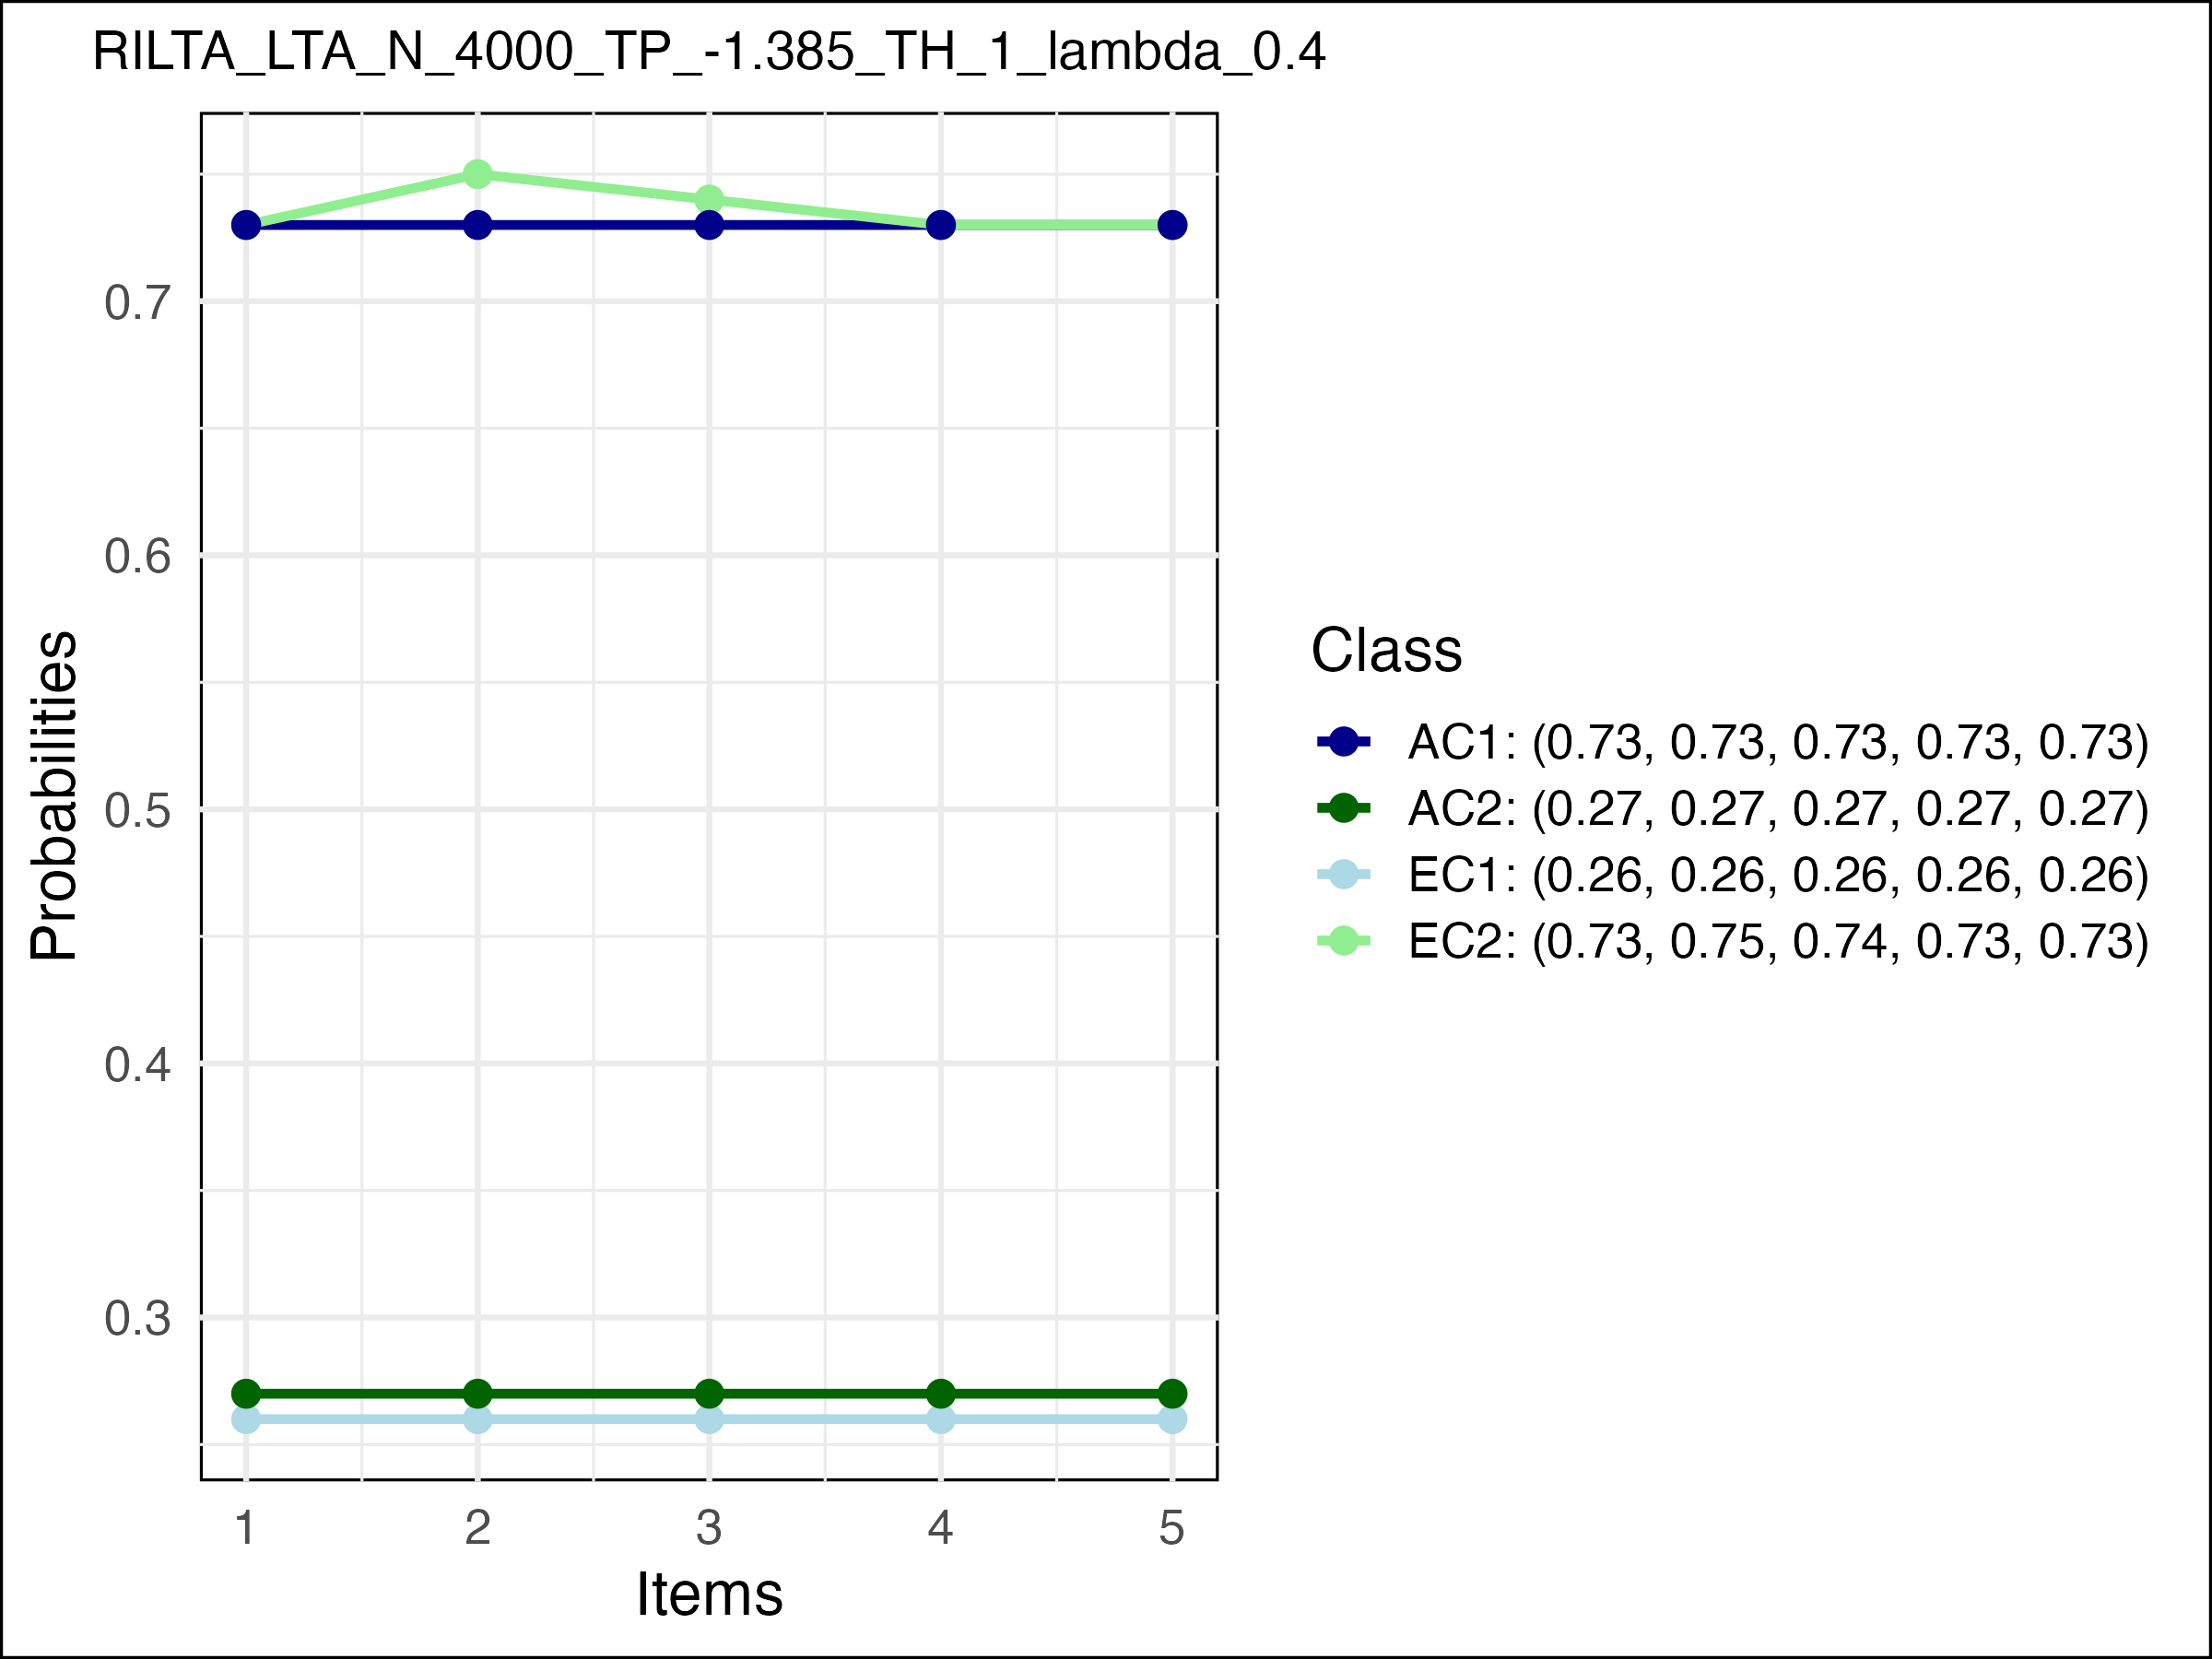 RILTA_LTA_N_4000_TP_-1.385_TH_1_lambda_0.4
Probabilities
0.7
0.6
0.5
0.4
0.3
1 2 3 4 5
Items
Class
AC1: (0.73, 0.73, 0.73, 0.73, 0.73)
AC2: (0.27, 0.27, 0.27, 0.27, 0.27)
EC1: (0.26, 0.26, 0.26, 0.26, 0.26)
EC2: (0.73, 0.75, 0.74, 0.73, 0.73)